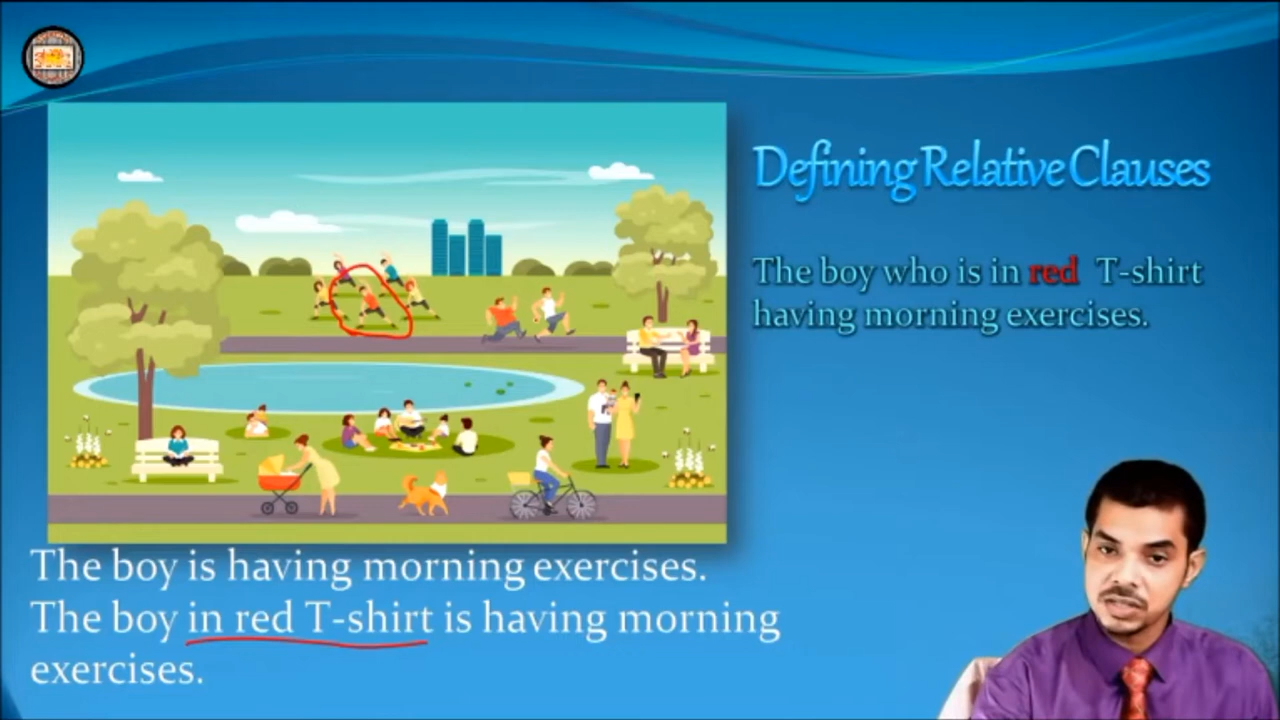 Defining Relative Clauses
The boy who is in red T-shirt
having morning exercises.
The boy is having morning exercises.
The boy in red T-shirt is having morning
exercises.